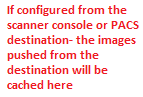 If configured from the
scanner console or PACS
destination- the images
pushed from the
destination will be
cached here